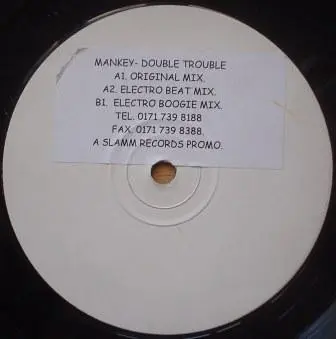 MANKEY- DOUBLE TROUBLE
A1. ORIGINAL MIX.
A2. ELECTRO BEAT MIX.
B1. ELECTRO BOOGIE MIX.
TEL. 0171 739 8188
FAX. 0171 739 8388.
A SLAMM RECORDS PROMO.